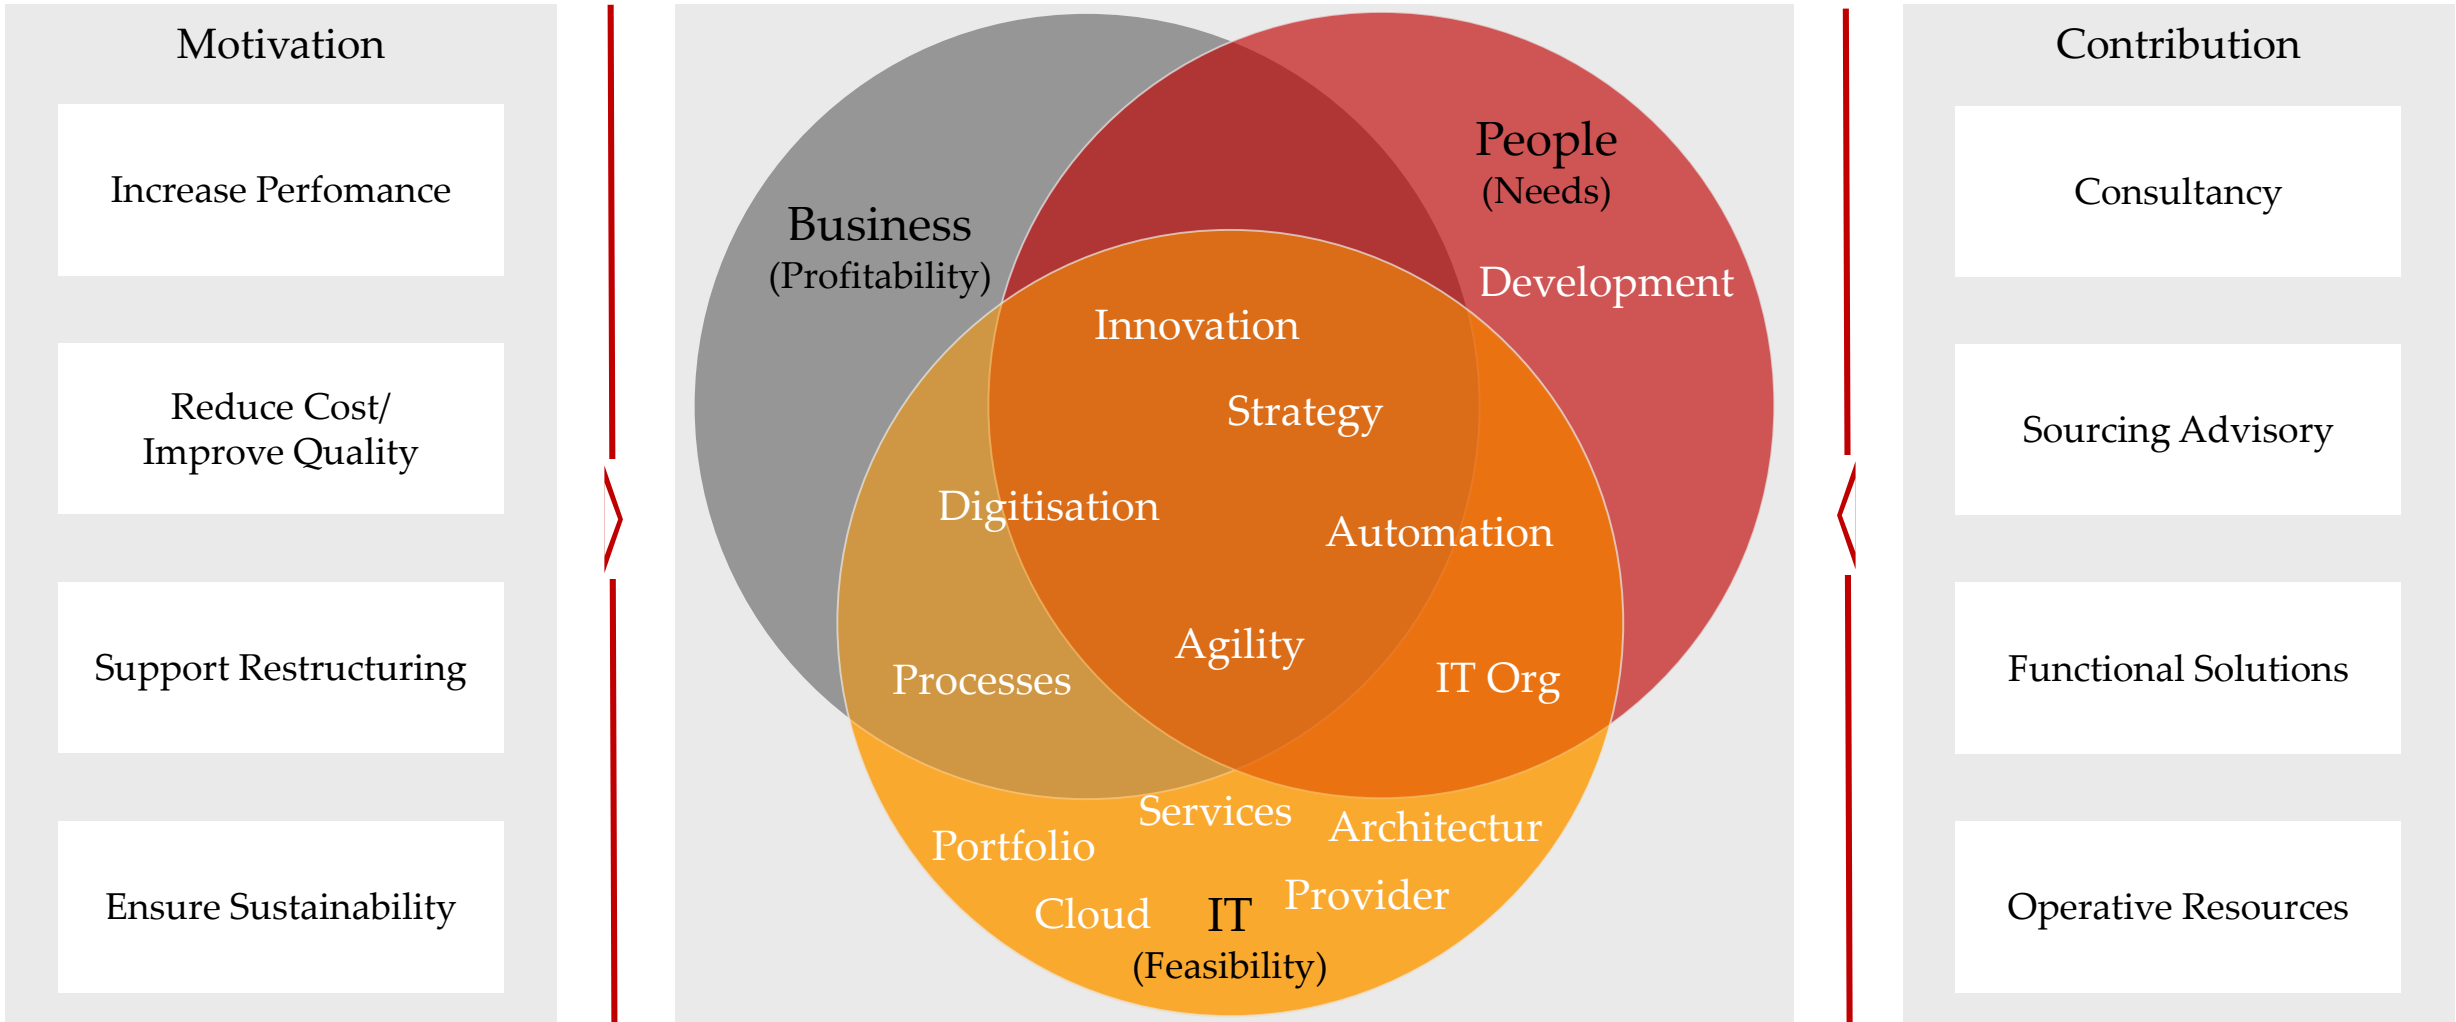 Motivation
Increase Perfomance
Reduce Cost/
Improve Quality
Support Restructuring
Ensure Sustainability
Business
(Profitability)
People
(Needs)
Development
Innovation
Strategy
Digitisation
Automation
Agility
Processes
IT Org
Services
Architectur
Portfolio
Provider
Cloud
IT
(Feasibility)
Contribution
Consultancy
Sourcing Advisory
Functional Solutions
Operative Resources